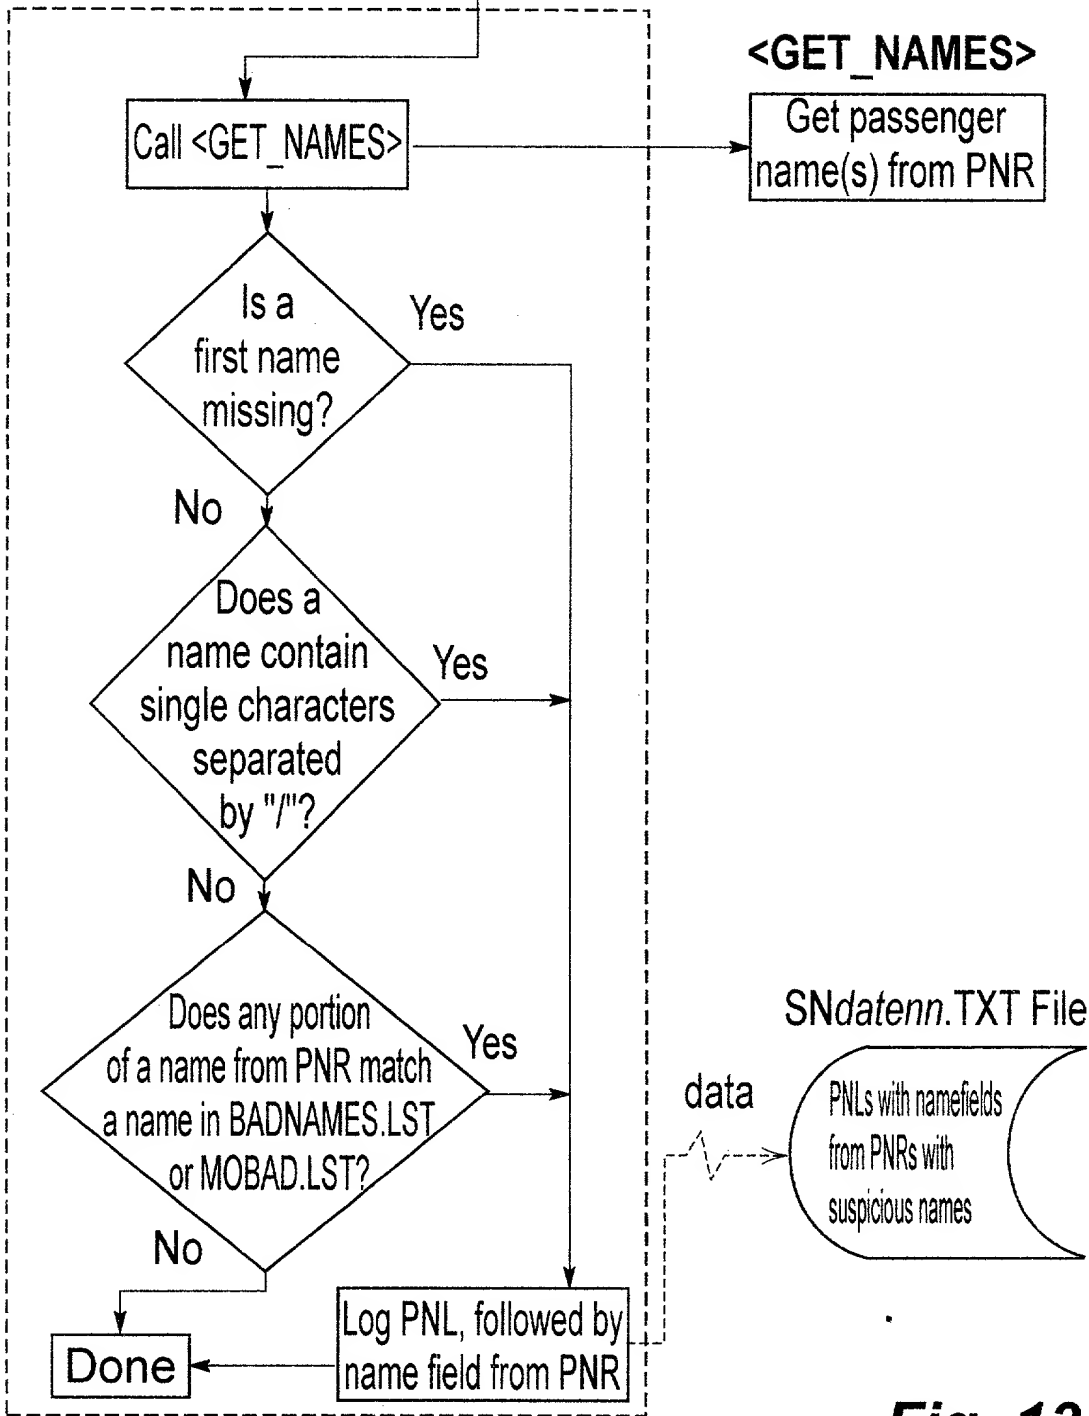 <GET_NAMES>
Call <GET_NAMES>
Get passenger
name(s) from PNR
Is a
first name
missing?
Yes
No
Does a
name contain
single characters
separated
by "/"?
Yes
No
Does any portion
of a name from PNR match
a name in BADNAMES.LST
or MOBAD.LST?
Yes
No
SNdatenn.TXT File
data
PNLs with namefields
from PNRs with
suspicious names
Log PNL, followed by
name field from PNR
Done